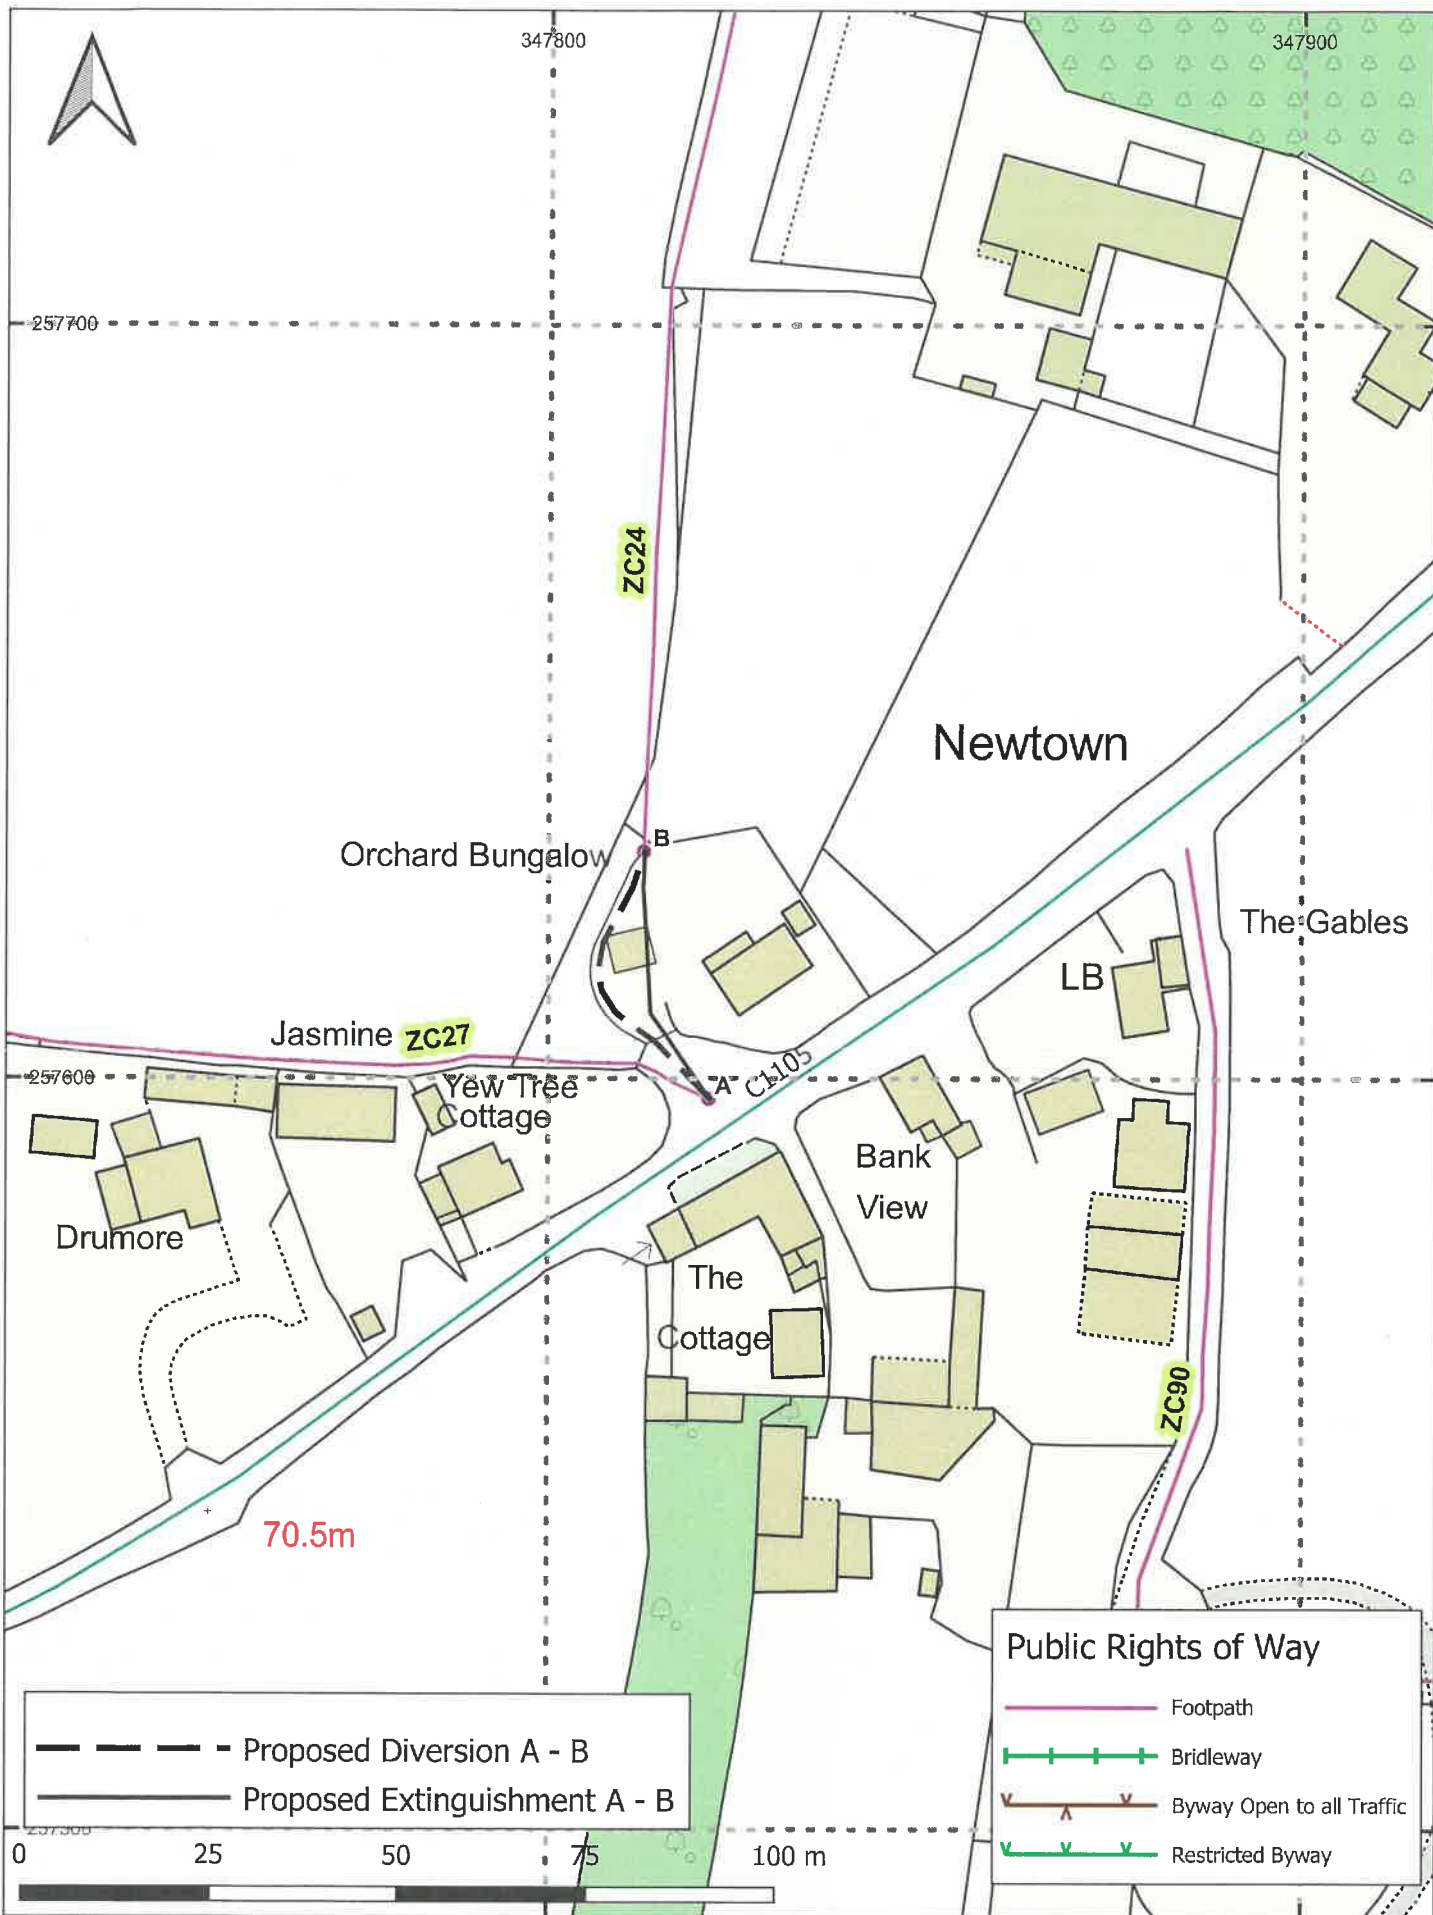 347800
347900
257700
ZC24
Newtown
B
Orchard Bungalow
The Gables
LB
Jasmine
ZC27
257600
Yew Tree
Cottage
A
C1105
Bank
View
Drumore
The
Cottage
ZC90
70.5m
Public Rights of Way
Footpath
Bridleway
Byway Open to all Traffic
Restricted Byway
Proposed Diversion A - B
Proposed Extinguishment A - B
0
25
50
75
100 m